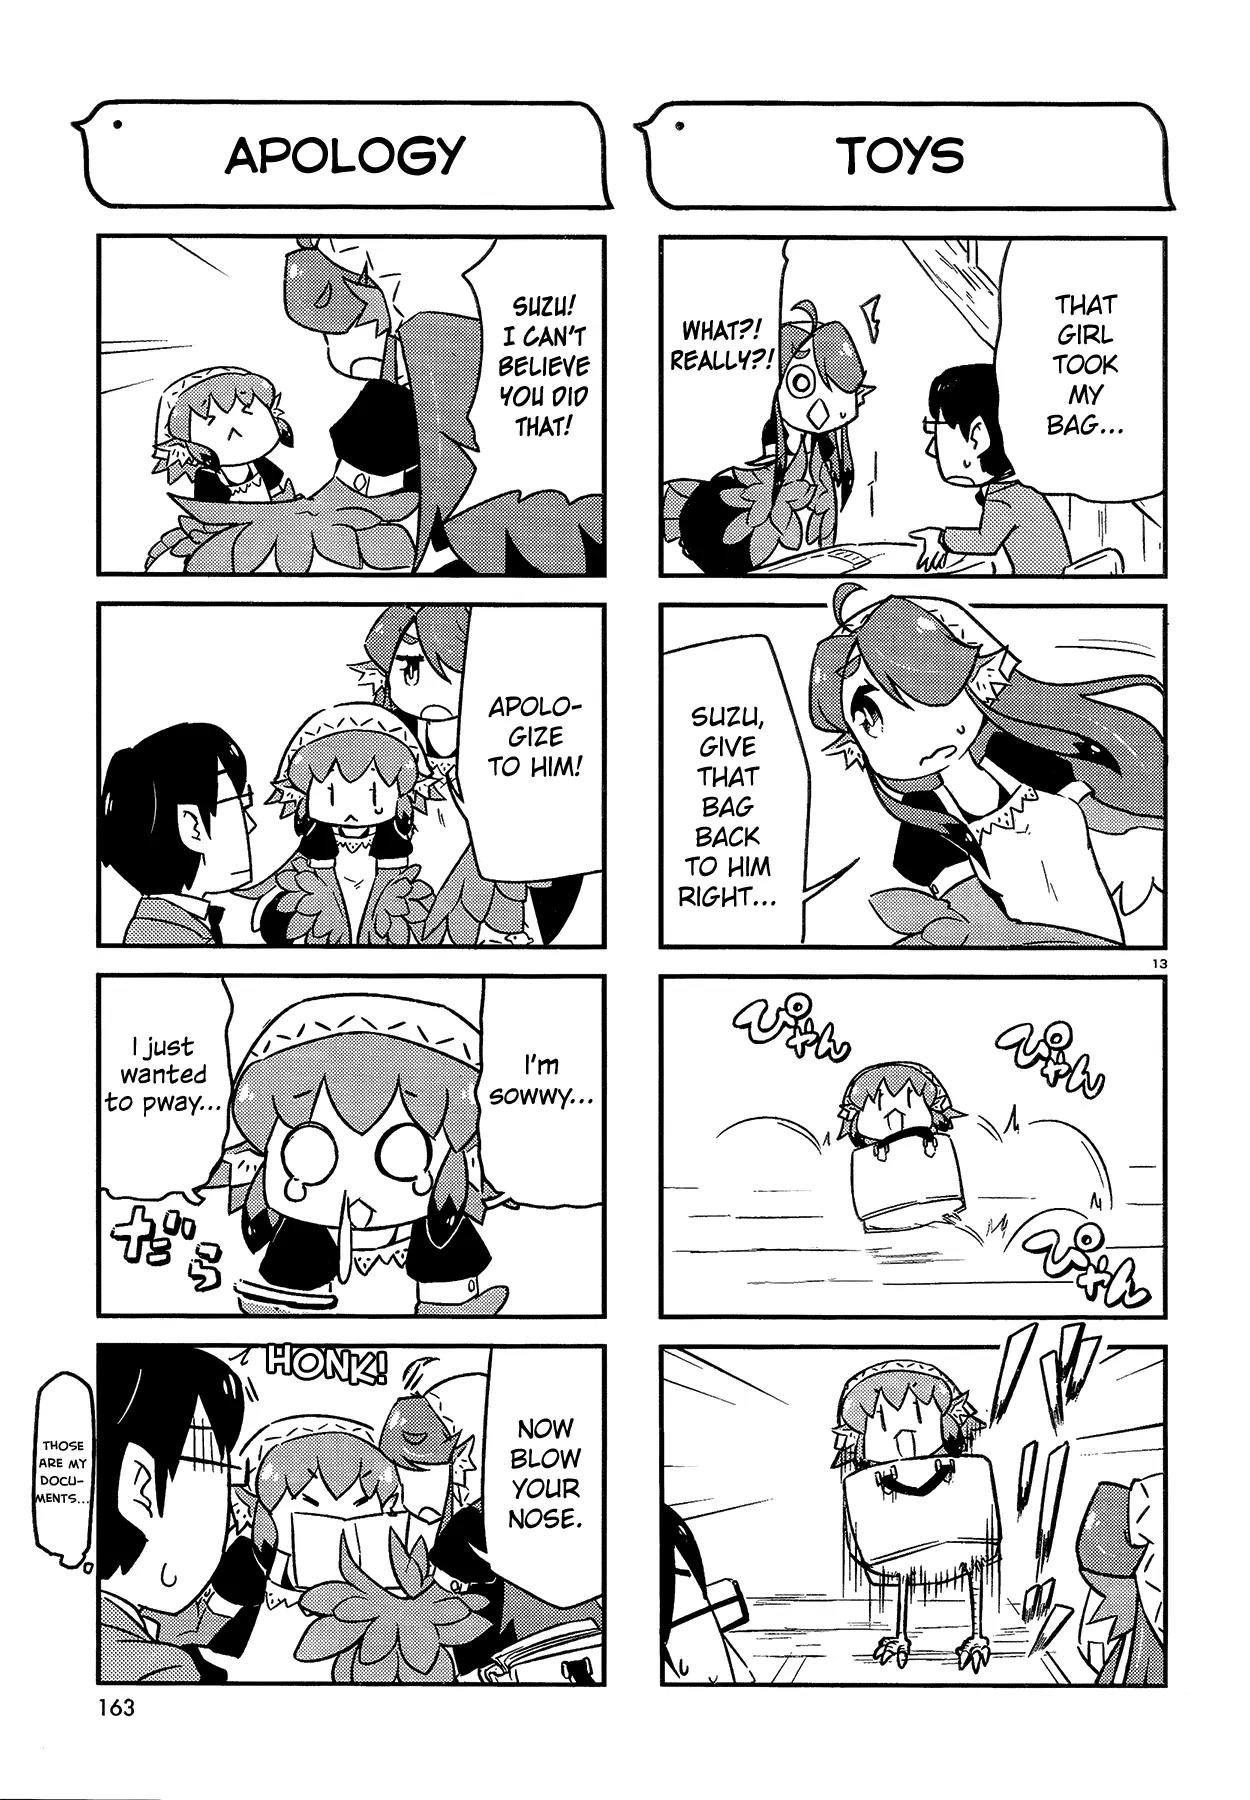 TOYS
THAT
GIRL
TOOK
MY
BAG...
WHAT?!
REALLY?!
SUZU,
GIVE
THAT
BAG
BACK
TO HIM
RIGHT...
13
ぴゃん
ぴゃん
ぴゃん
APOLOGY
SUZU!
I CAN'T
BELIEVE
YOU DID
THAT!
APOLO-
GIZE
TO HIM!
I'm
sowwy...
I just
wanted
to pway...
だら
HONK!
NOW
BLOW
YOUR
NOSE.
THOSE
ARE MY
DOCU-
MENTS...
163